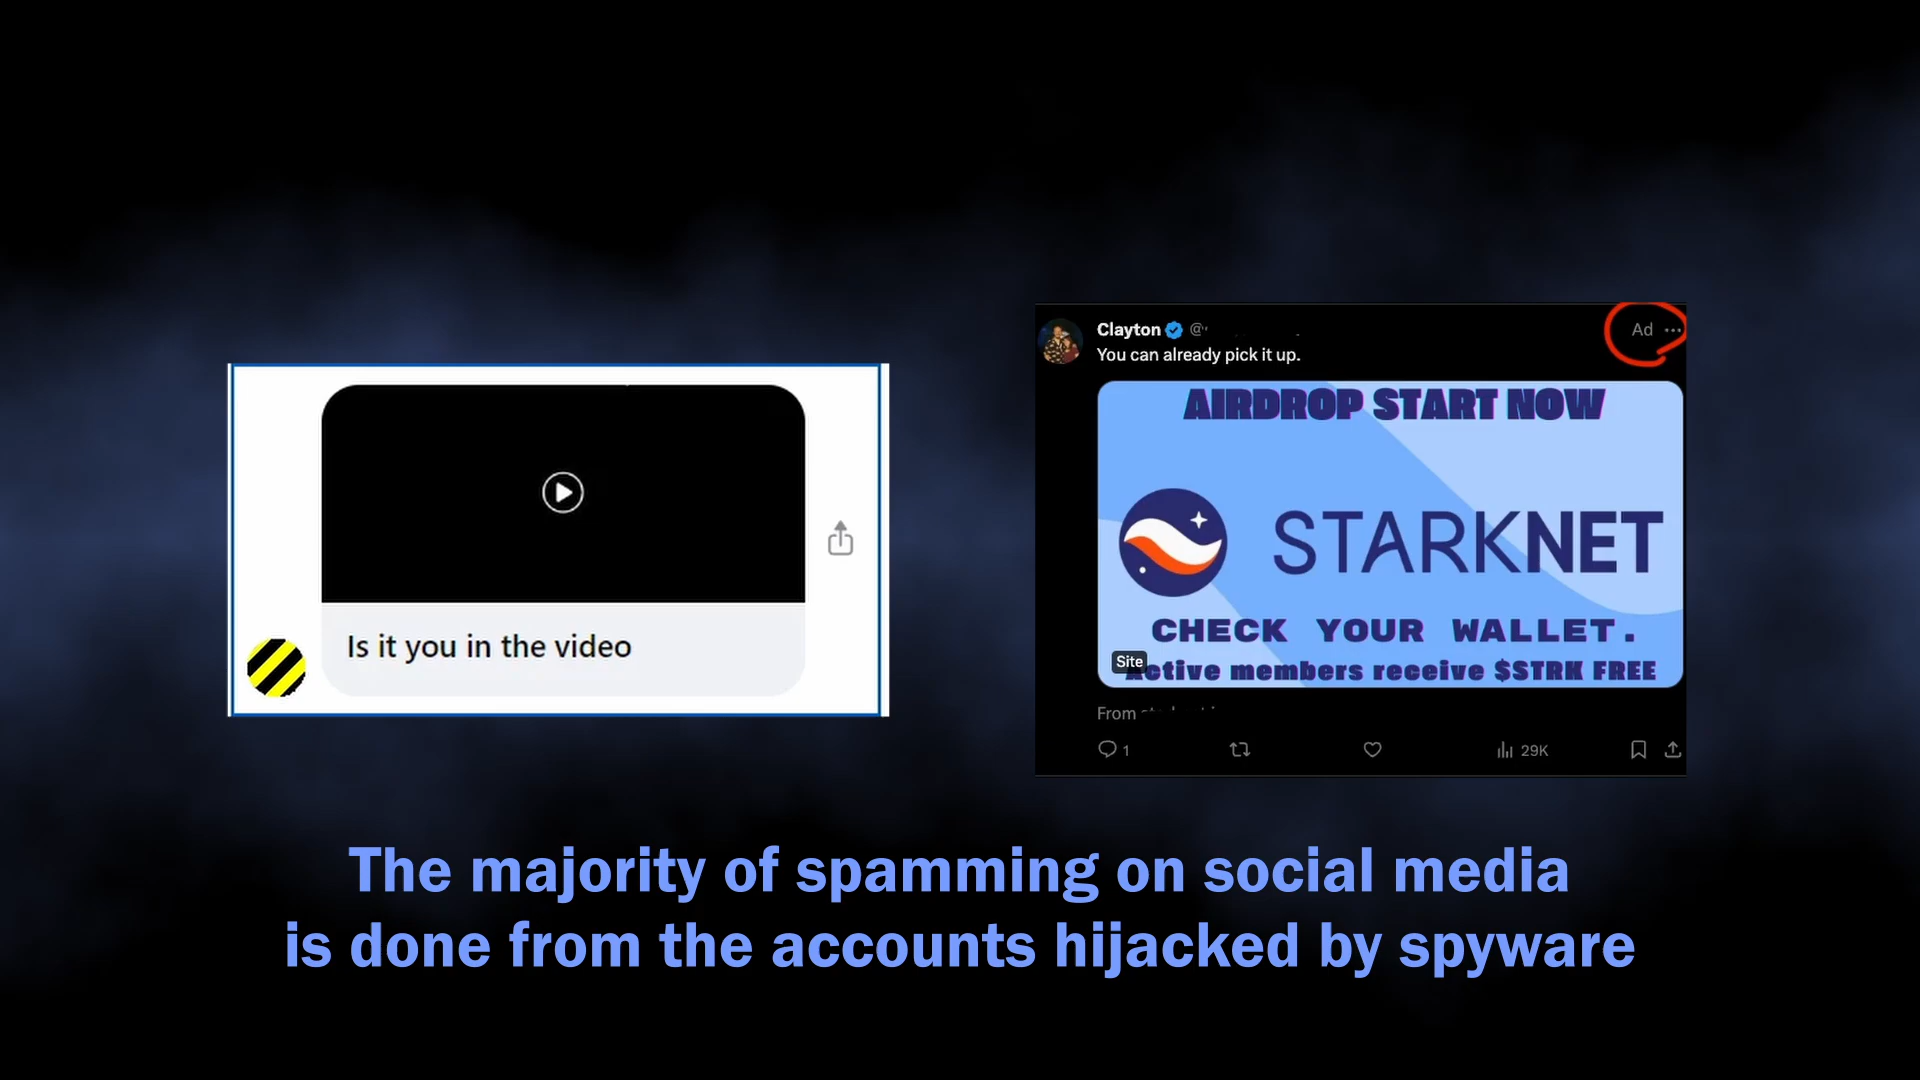 Is it you in the video
Clayton
Ad
You can already pick it up.
AIRDROP START NOW
STARKNET
CHECK YOUR WALLET.
Site
Active members receive $STRK FREE
From
1
29K
The majority of spamming on social media
is done from the accounts hijacked by spyware